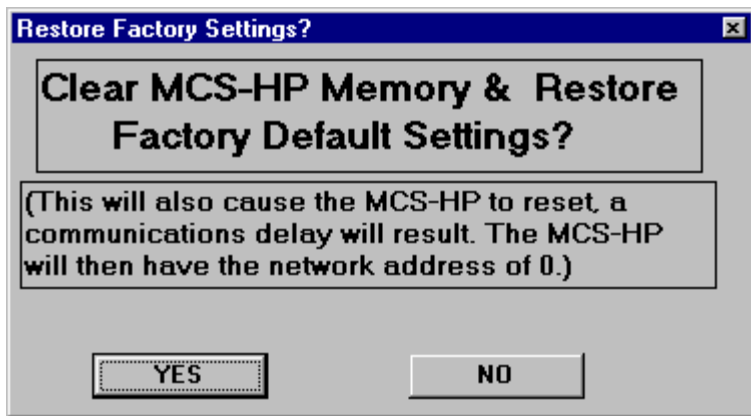 Restore Factory Settings?
Clear MCS-HP Memory & Restore
Factory Default Settings?
(This will also cause the MCS-HP to reset, a
communications delay will result. The MCS-HP
will then have the network address of 0.)
YES
NO